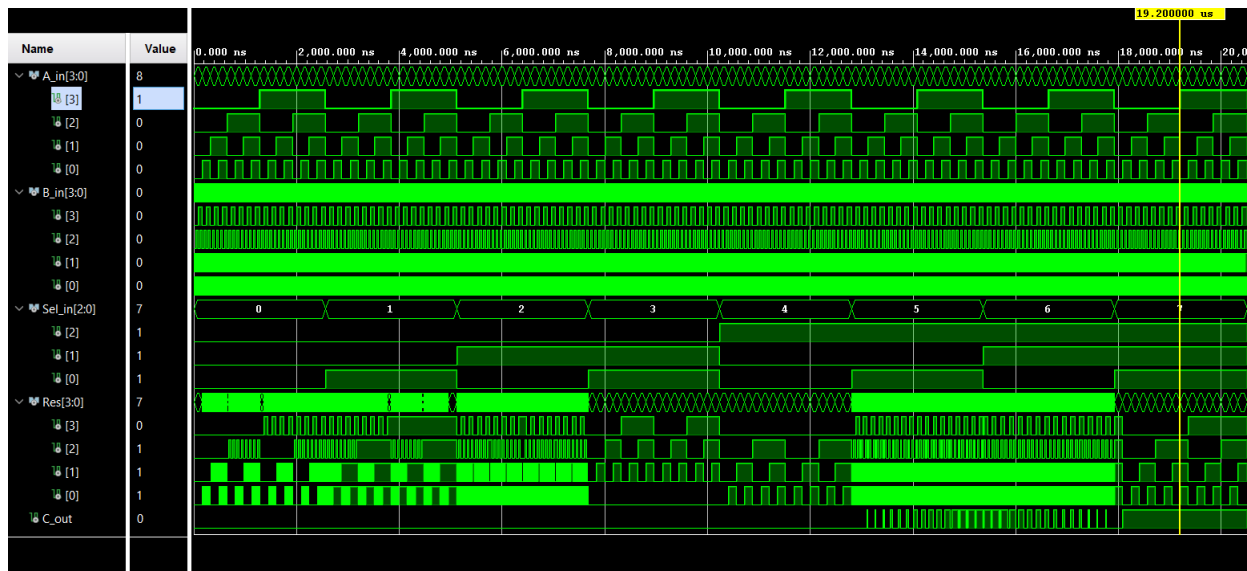 19.200000 us
Name Value 0.000 ns 2,000.000 ns 4,000.000 ns 6,000.000 ns 8,000.000 ns 10,000.000 ns 12,000.000 ns 14,000.000 ns 16,000.000 ns 18,000.000 ns 20,0
A_in[3:0] 8
[3] 1
[2] 0
[1] 0
[0] 0
B_in[3:0] 0
[3] 0
[2] 0
[1] 0
[0] 0
Sel_in[2:0] 7 0 1 2 3 4 5 6 7
[2] 1
[1] 1
[0] 1
Res[3:0] 7
[3] 0
[2] 1
[1] 1
[0] 1
C_out 0